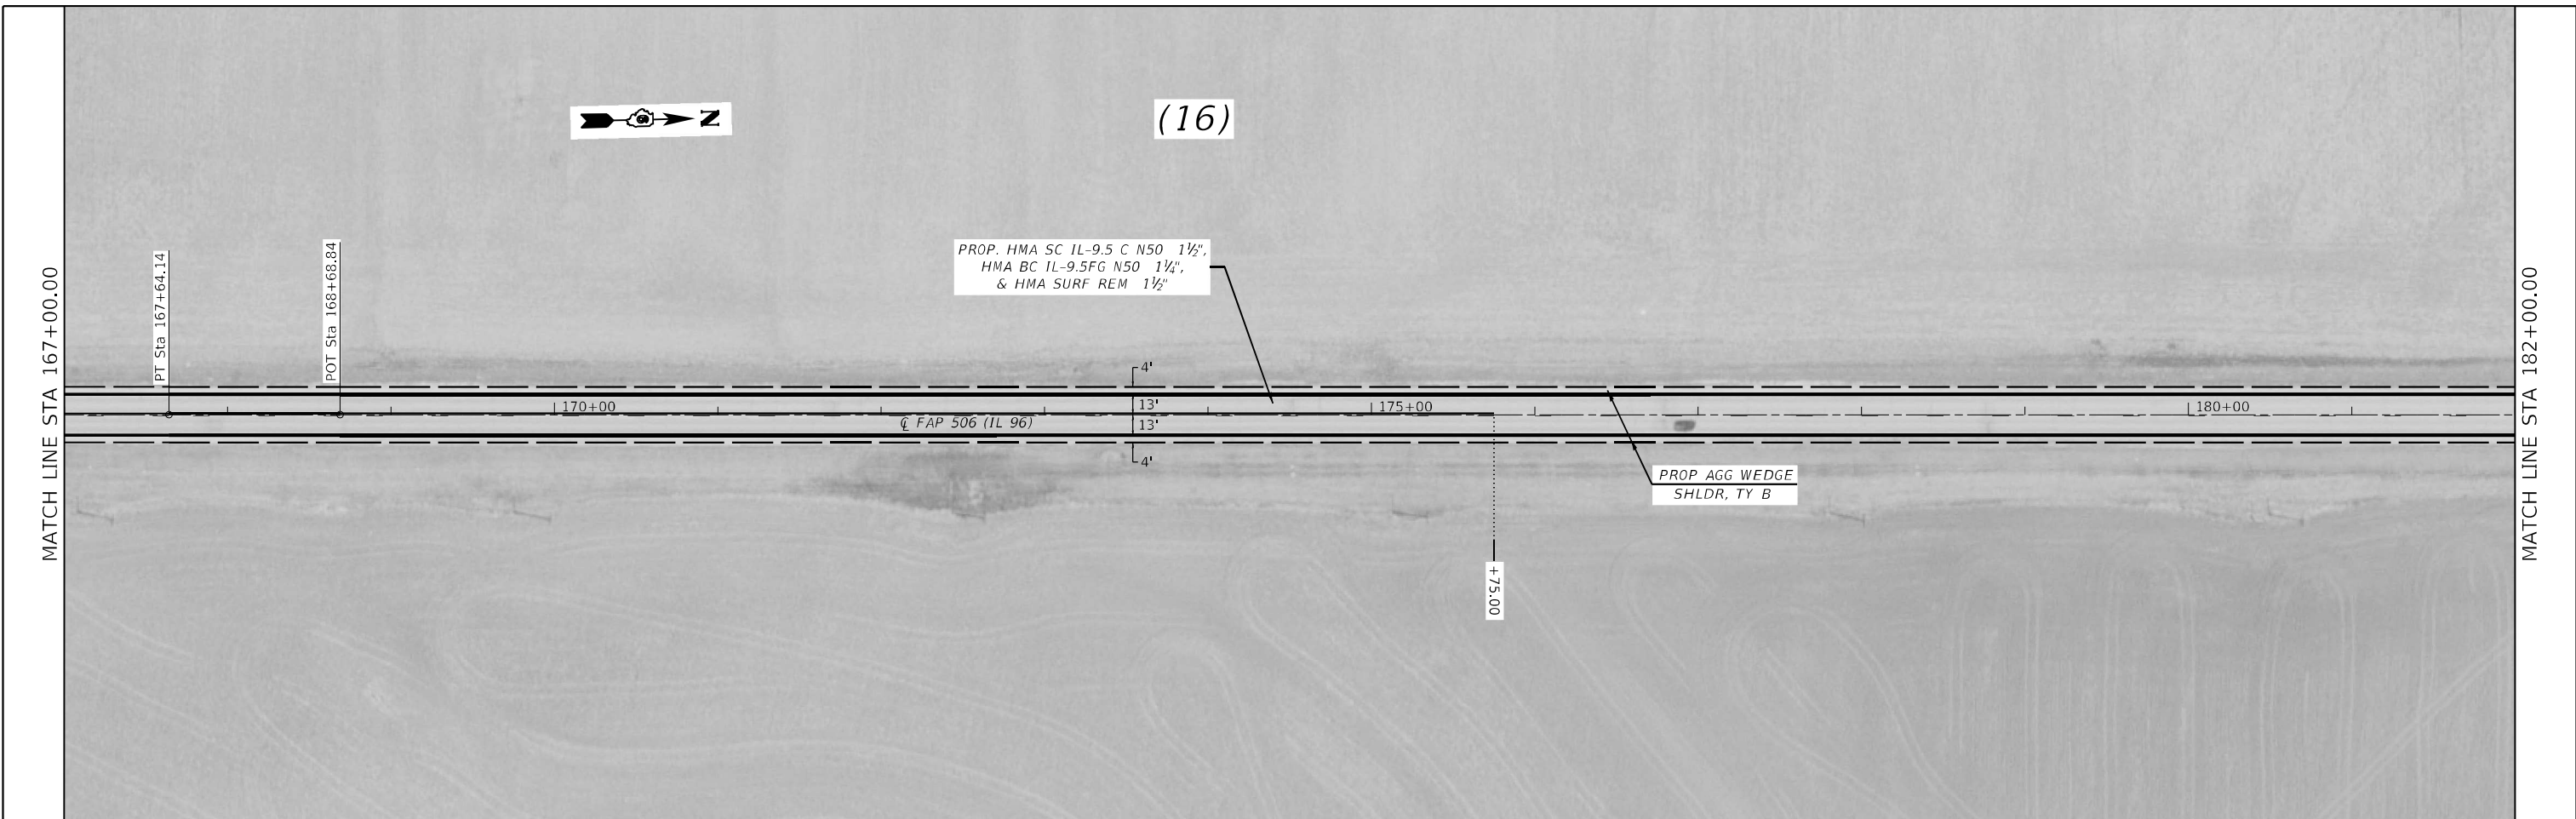 MATCH LINE STA 167+00.00
N
(16)
PT Sta 167+64.14
POT Sta 168+68.84
PROP. HMA SC IL-9.5 C N50 1½",
HMA BC IL-9.5FG N50 1¼",
& HMA SURF REM 1½"
4'
170+00
13'
175+00
180+00
℄ FAP 506 (IL 96)
13'
4'
PROP AGG WEDGE
SHLDR, TY B
+75.00
MATCH LINE STA 182+00.00